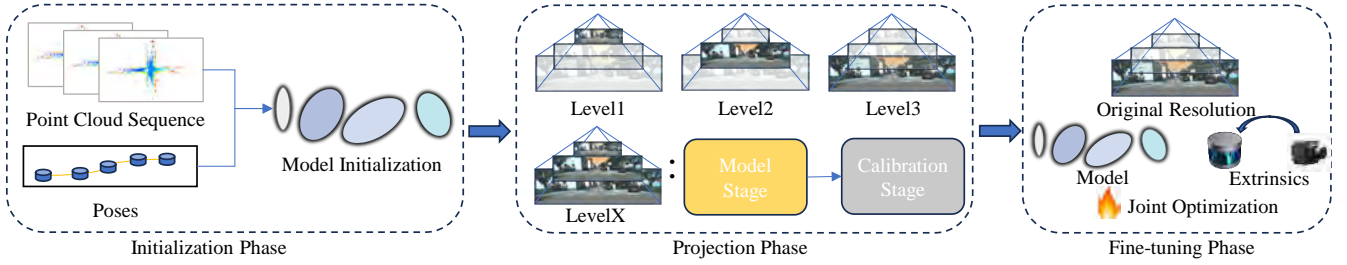 Point Cloud Sequence
Poses
Model Initialization
Initialization Phase
Level1
Level2
Level3
LevelX
:
Model
Stage
Calibration
Stage
Projection Phase
Original Resolution
Model
Extrinsics
Joint Optimization
Fine-tuning Phase